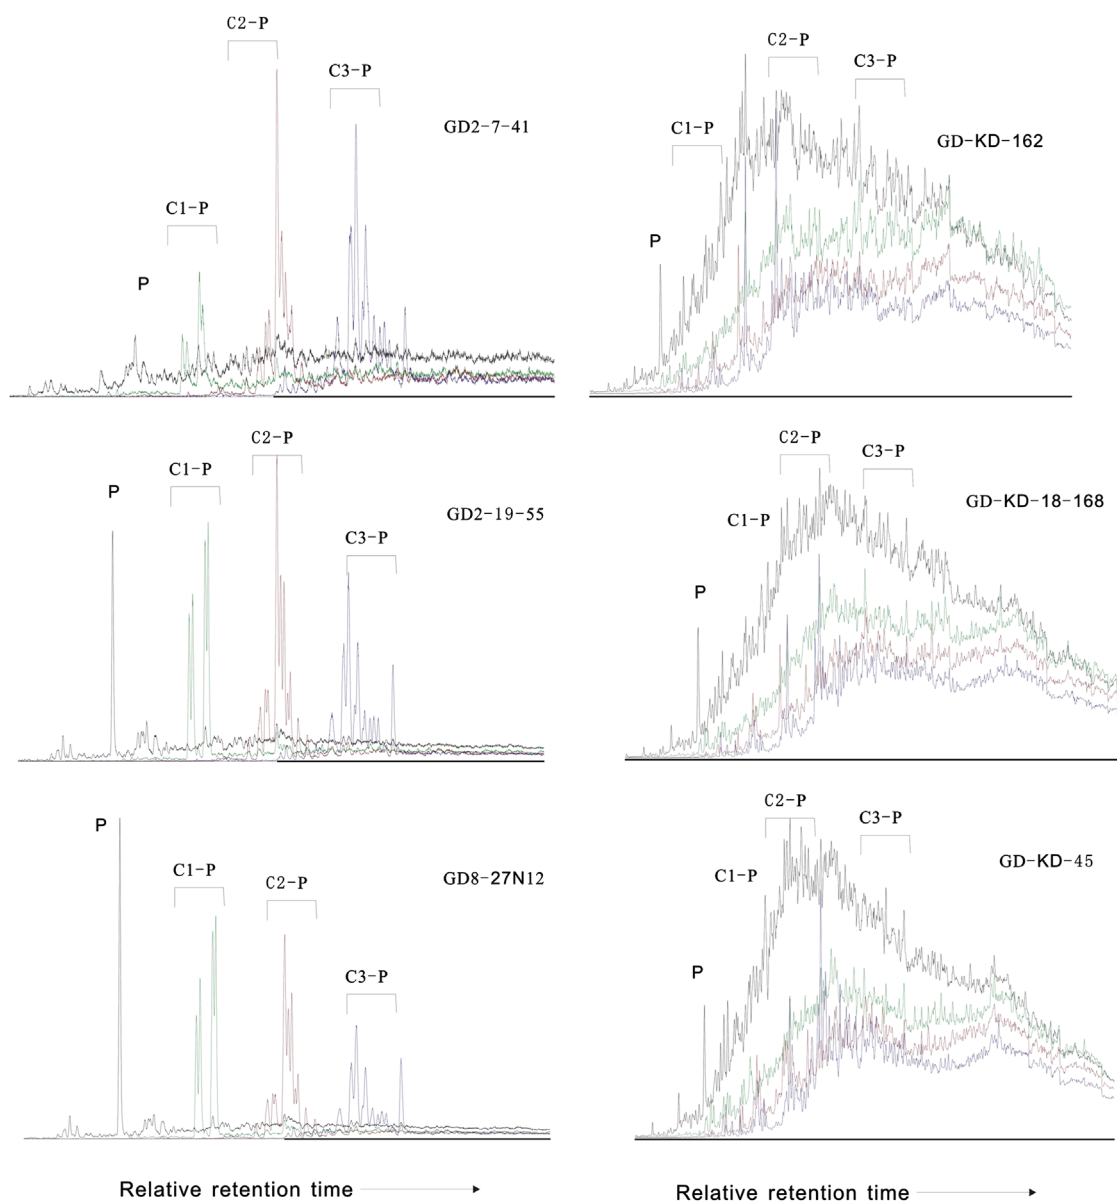 C2-P
C3-P
GD2-7-41
C1-P
P
C2-P
C3-P
C1-P
GD-KD-162
P
C2-P
C1-P
P
GD2-19-55
C3-P
C2-P
C3-P
GD-KD-18-168
C1-P
P
P
C1-P
C2-P
GD8-27N12
C3-P
C2-P
C3-P
GD-KD-45
C1-P
P
Relative retention time
Relative retention time